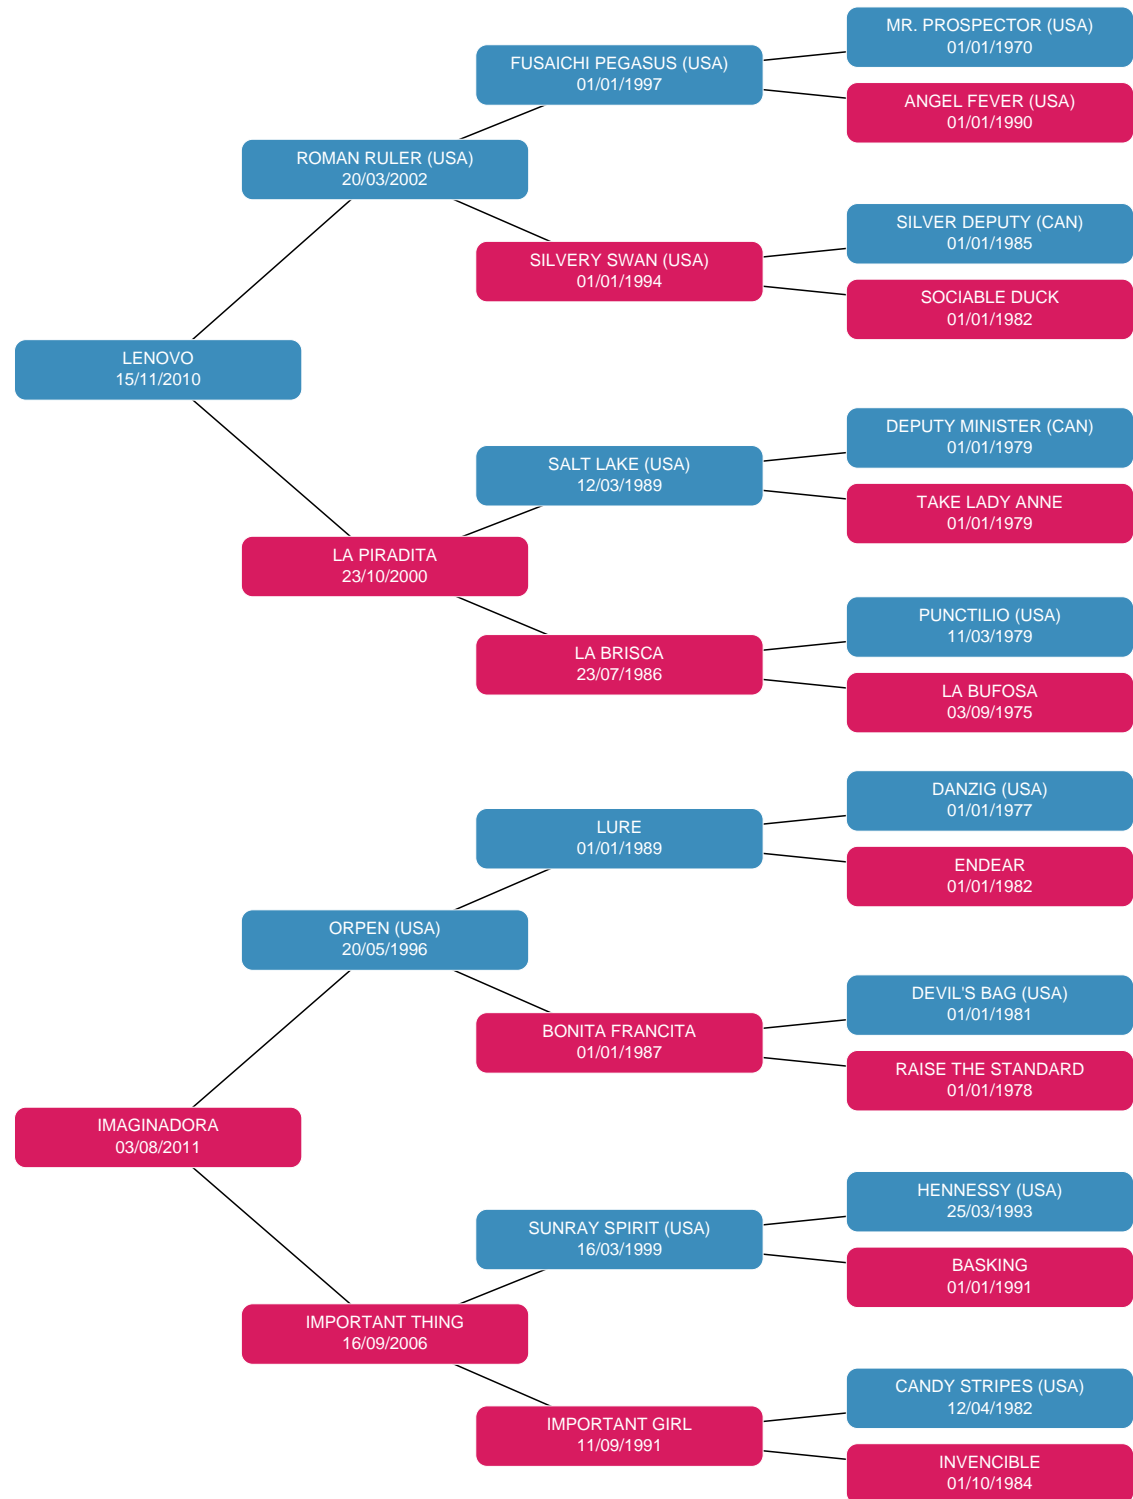 MR. PROSPECTOR (USA)
01/01/1970
FUSAICHI PEGASUS (USA)
01/01/1997
ANGEL FEVER (USA)
01/01/1990
ROMAN RULER (USA)
20/03/2002
SILVER DEPUTY (CAN)
01/01/1985
SILVERY SWAN (USA)
01/01/1994
SOCIABLE DUCK
01/01/1982
LENOVO
15/11/2010
DEPUTY MINISTER (CAN)
01/01/1979
SALT LAKE (USA)
12/03/1989
TAKE LADY ANNE
01/01/1979
LA PIRADITA
23/10/2000
PUNCTILIO (USA)
11/03/1979
LA BRISCA
23/07/1986
LA BUFOSA
03/09/1975
DANZIG (USA)
01/01/1977
LURE
01/01/1989
ENDEAR
01/01/1982
ORPEN (USA)
20/05/1996
DEVIL'S BAG (USA)
01/01/1981
BONITA FRANCITA
01/01/1987
RAISE THE STANDARD
01/01/1978
IMAGINADORA
03/08/2011
HENNESSY (USA)
25/03/1993
SUNRAY SPIRIT (USA)
16/03/1999
BASKING
01/01/1991
IMPORTANT THING
16/09/2006
CANDY STRIPES (USA)
12/04/1982
IMPORTANT GIRL
11/09/1991
INVENCIBLE
01/10/1984